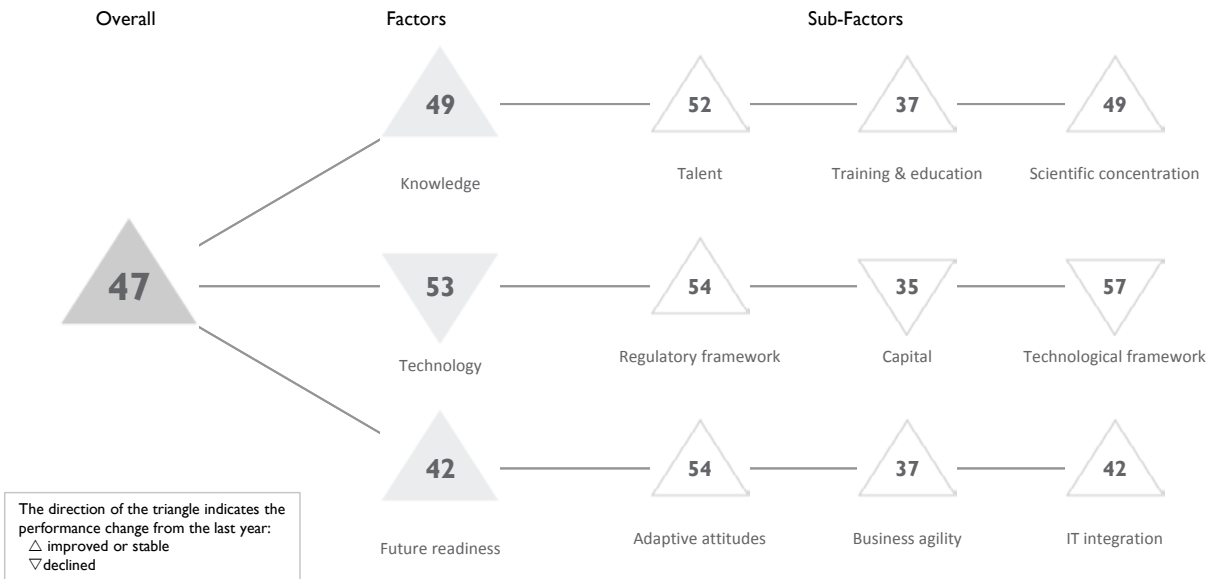 Overall Factors Sub-Factors
49 52 37 49
Knowledge Talent Training & education Scientific concentration
47 53 54 35 57
Technology Regulatory framework Capital Technological framework
42 54 37 42
Future readiness Adaptive attitudes Business agility IT integration
The direction of the triangle indicates the
performance change from the last year:
△ improved or stable
▽ declined